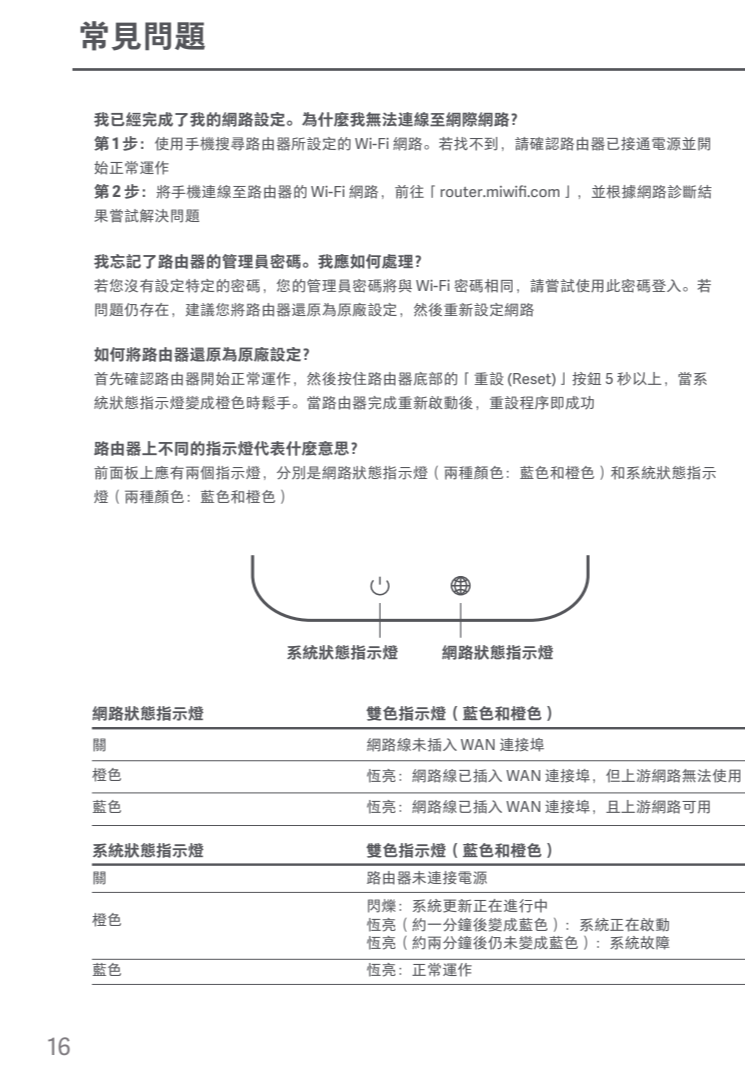 常見問題
我已經完成了我的網路設定。為什麼我無法連線至網際網路?
第1步：使用手機搜尋路由器所設定的 Wi-Fi 網路。若找不到，請確認路由器已接通電源並開
始正常運作
第2步：將手機連線至路由器的 Wi-Fi 網路，前往「router.miwifi.com」，並根據網路診斷結
果嘗試解決問題
我忘記了路由器的管理員密碼。我應如何處理?
若您沒有設定特定的密碼，您的管理員密碼將與 Wi-Fi 密碼相同，請嘗試使用此密碼登入。若
問題仍存在，建議您將路由器還原為原廠設定，然後重新設定網路
如何將路由器還原為原廠設定?
首先確認路由器開始正常運作，然後按住路由器底部的「重設 (Reset)」按鈕 5 秒以上，當系
統狀態指示燈變成橙色時鬆手。當路由器完成重新啟動後，重設程序即成功
路由器上不同的指示燈代表什麼意思?
前面板上應有兩個指示燈，分別是網路狀態指示燈（兩種顏色：藍色和橙色）和系統狀態指示
燈（兩種顏色：藍色和橙色）
系統狀態指示燈 網路狀態指示燈
網路狀態指示燈 雙色指示燈（藍色和橙色）
關 網路線未插入 WAN 連接埠
橙色 恆亮：網路線已插入 WAN 連接埠，但上游網路無法使用
藍色 恆亮：網路線已插入 WAN 連接埠，且上游網路可用
系統狀態指示燈 雙色指示燈（藍色和橙色）
關 路由器未連接電源
橙色 閃爍：系統更新正在進行中
恆亮（約一分鐘後變成藍色）：系統正在啟動
恆亮（約兩分鐘後仍未變成藍色）：系統故障
藍色 恆亮：正常運作
16